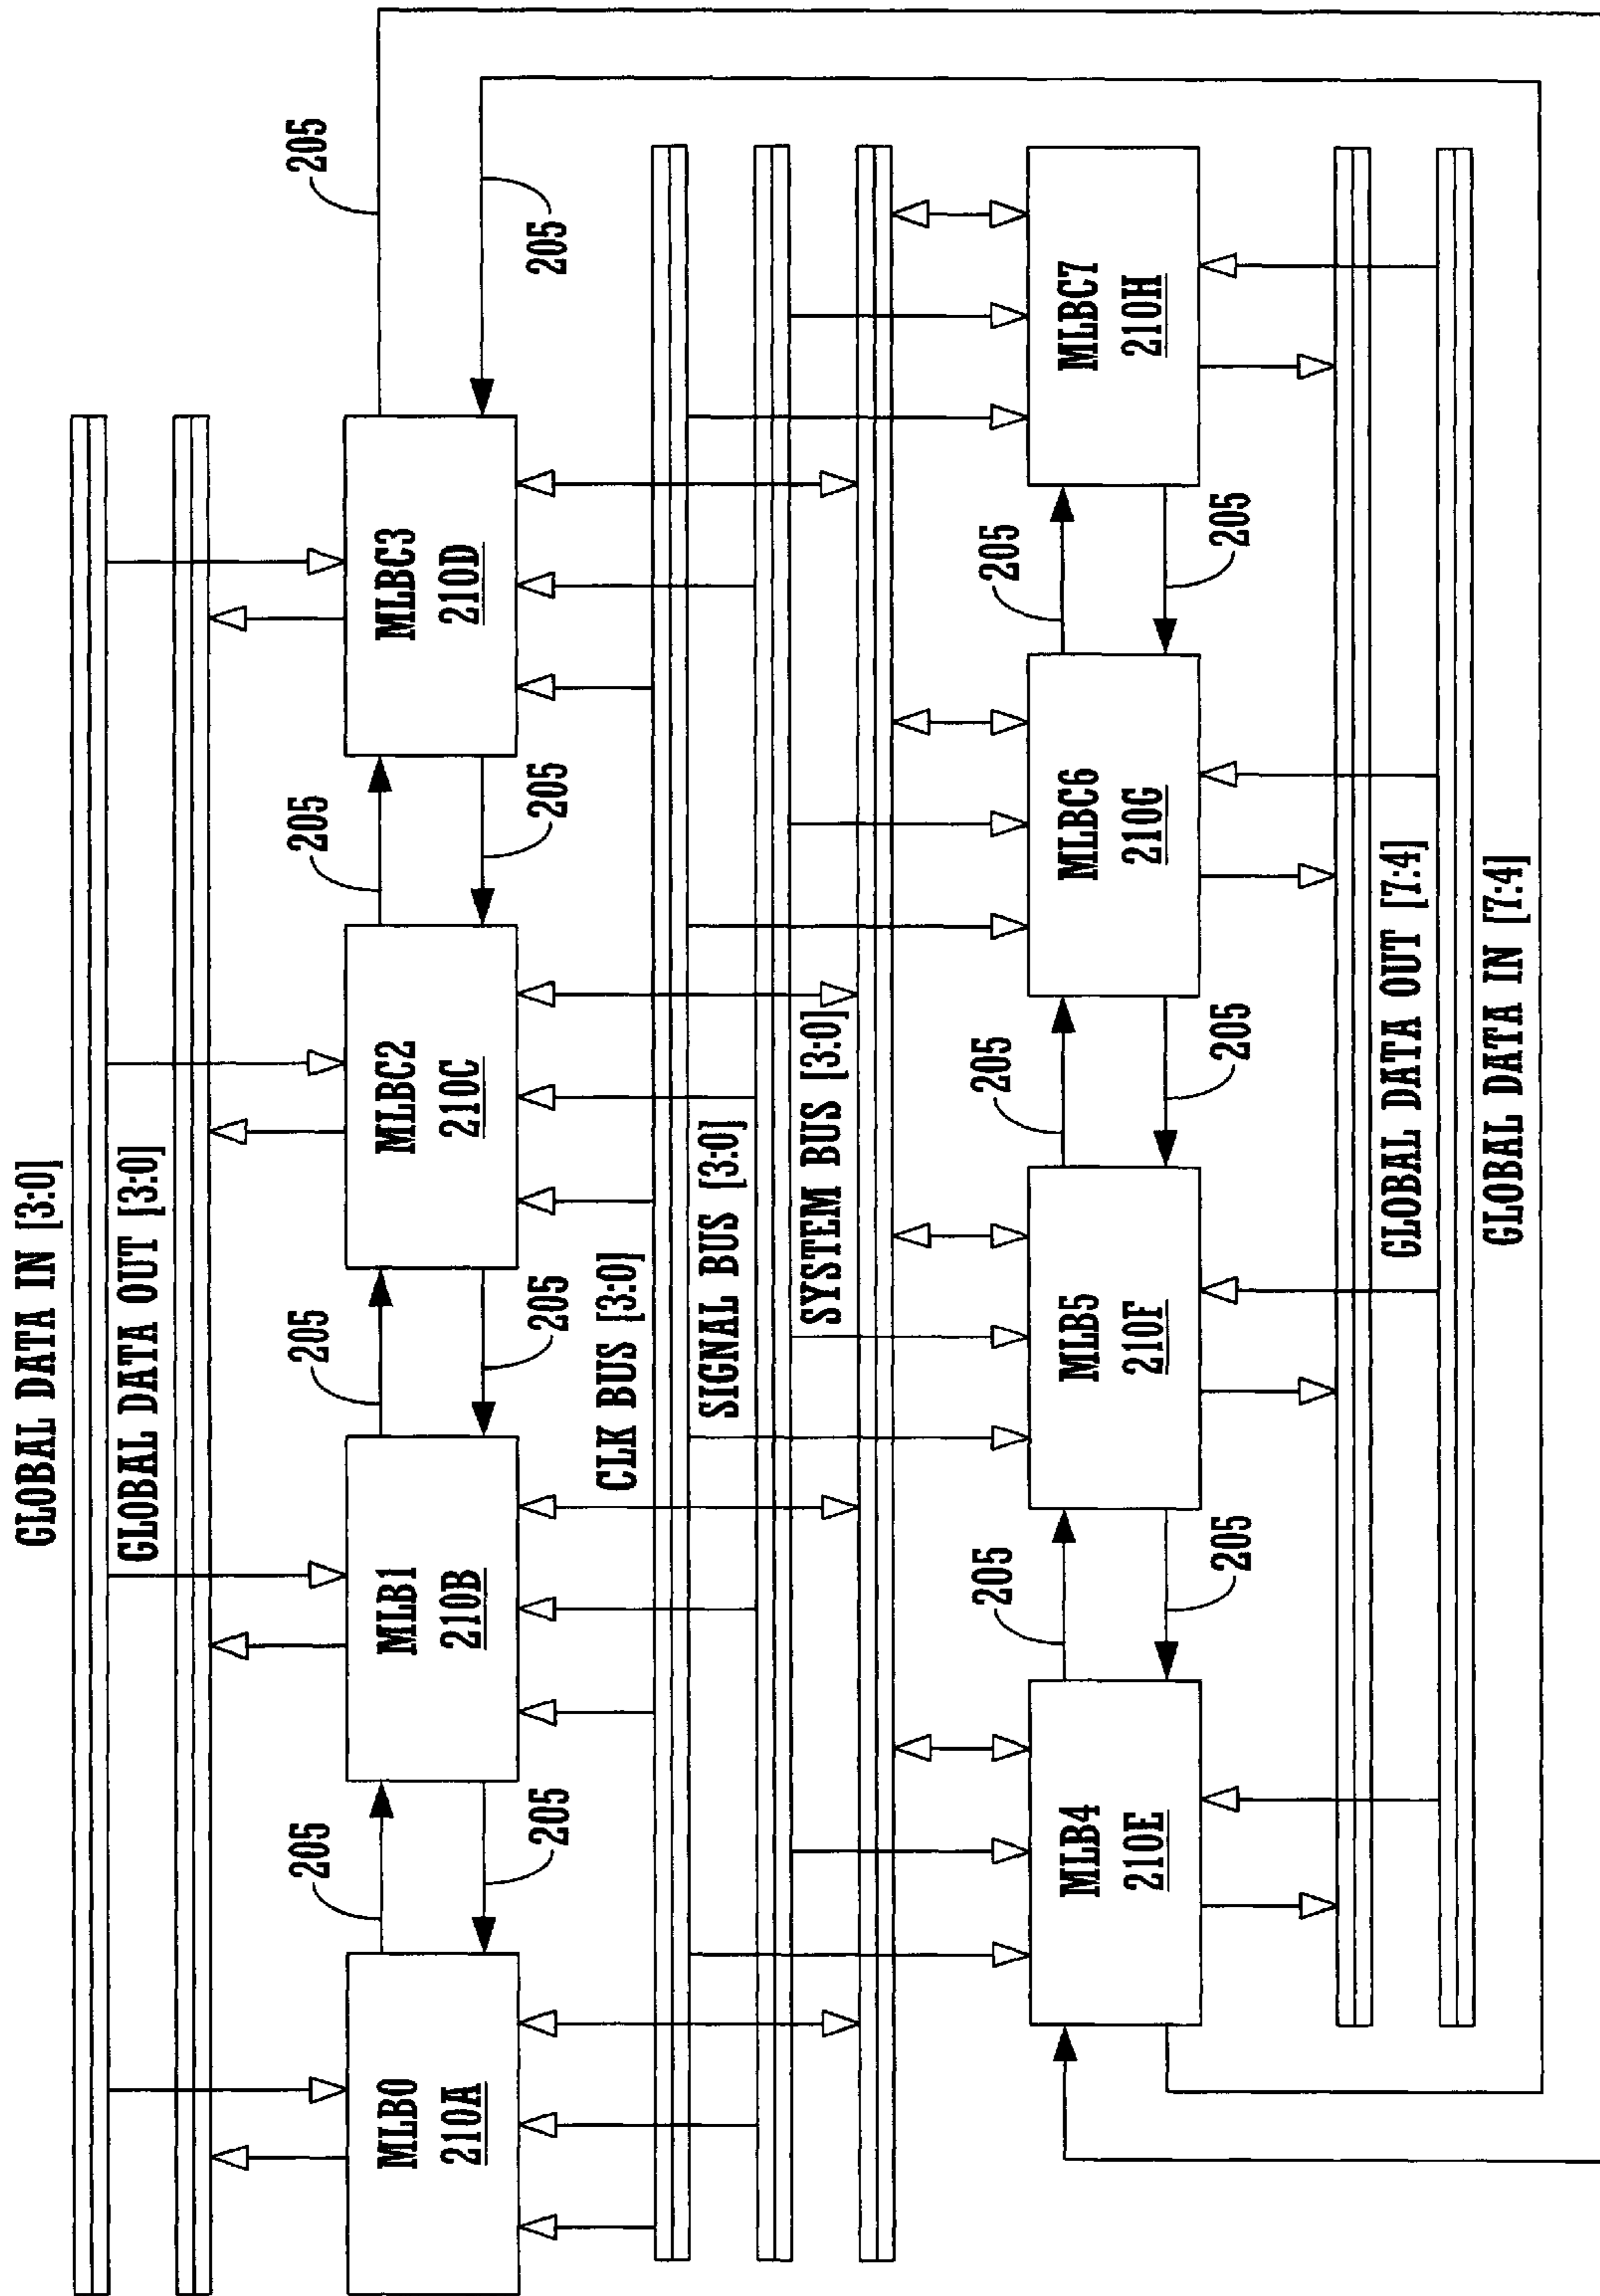 GLOBAL DATA IN [3:0]
GLOBAL DATA OUT [3:0]
205
205
205
205
MLB0
210A
MLB1
210B
MLBC2
210C
MLBC3
210D
205
205
205
205
CLK BUS [3:0]
SIGNAL BUS [3:0]
SYSTEM BUS [3:0]
205
205
205
MLB4
210E
MLB5
210F
MLBC6
210G
MLBC7
210H
205
205
205
GLOBAL DATA OUT [7:4]
GLOBAL DATA IN [7:4]